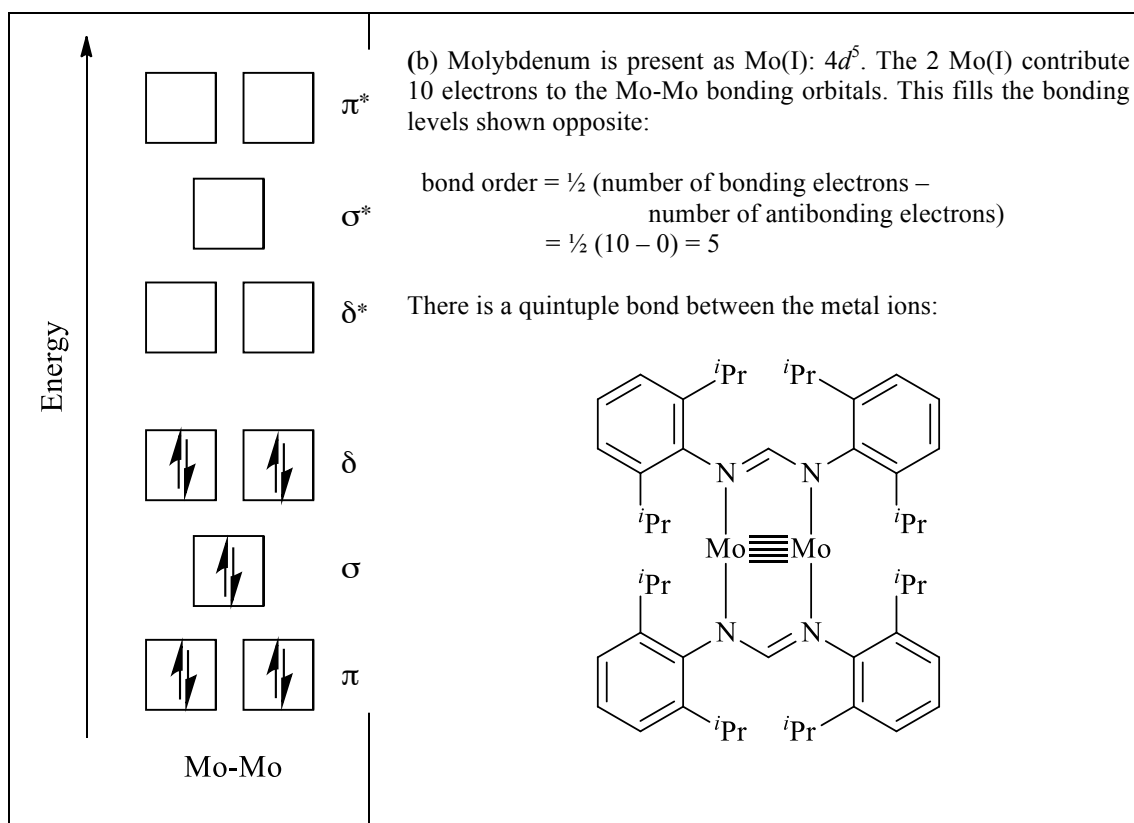 (b) Molybdenum is present as Mo(I): 4d⁵. The 2 Mo(I) contribute
10 electrons to the Mo-Mo bonding orbitals. This fills the bonding
levels shown opposite:
bond order = ½ (number of bonding electrons –
number of antibonding electrons)
= ½ (10 – 0) = 5
There is a quintuple bond between the metal ions:
Energy
π*
σ*
δ*
δ
σ
π
Mo-Mo
ⁱPr ⁱPr
N N
ⁱPr ⁱPr
Mo Mo
ⁱPr ⁱPr
N N
ⁱPr ⁱPr